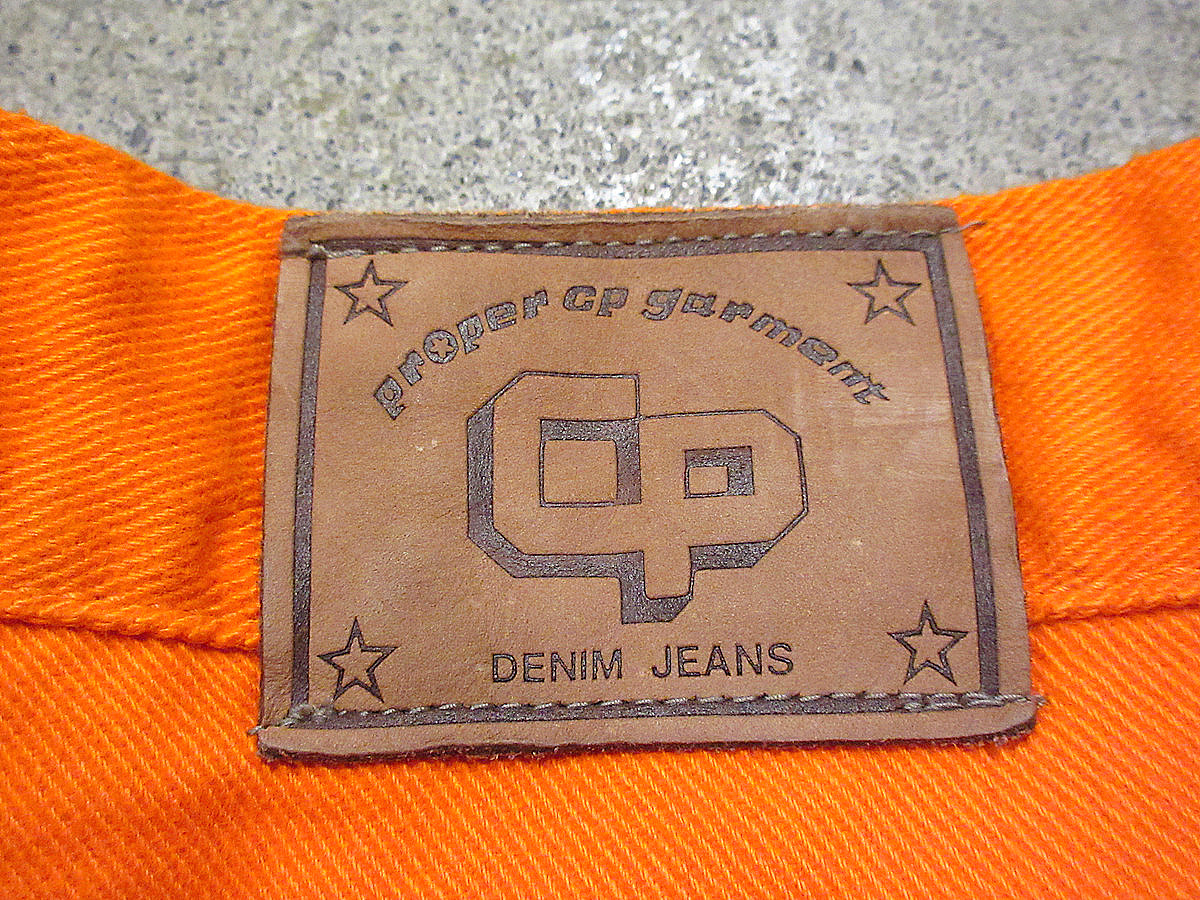 proper cp garment
CP
DENIM JEANS